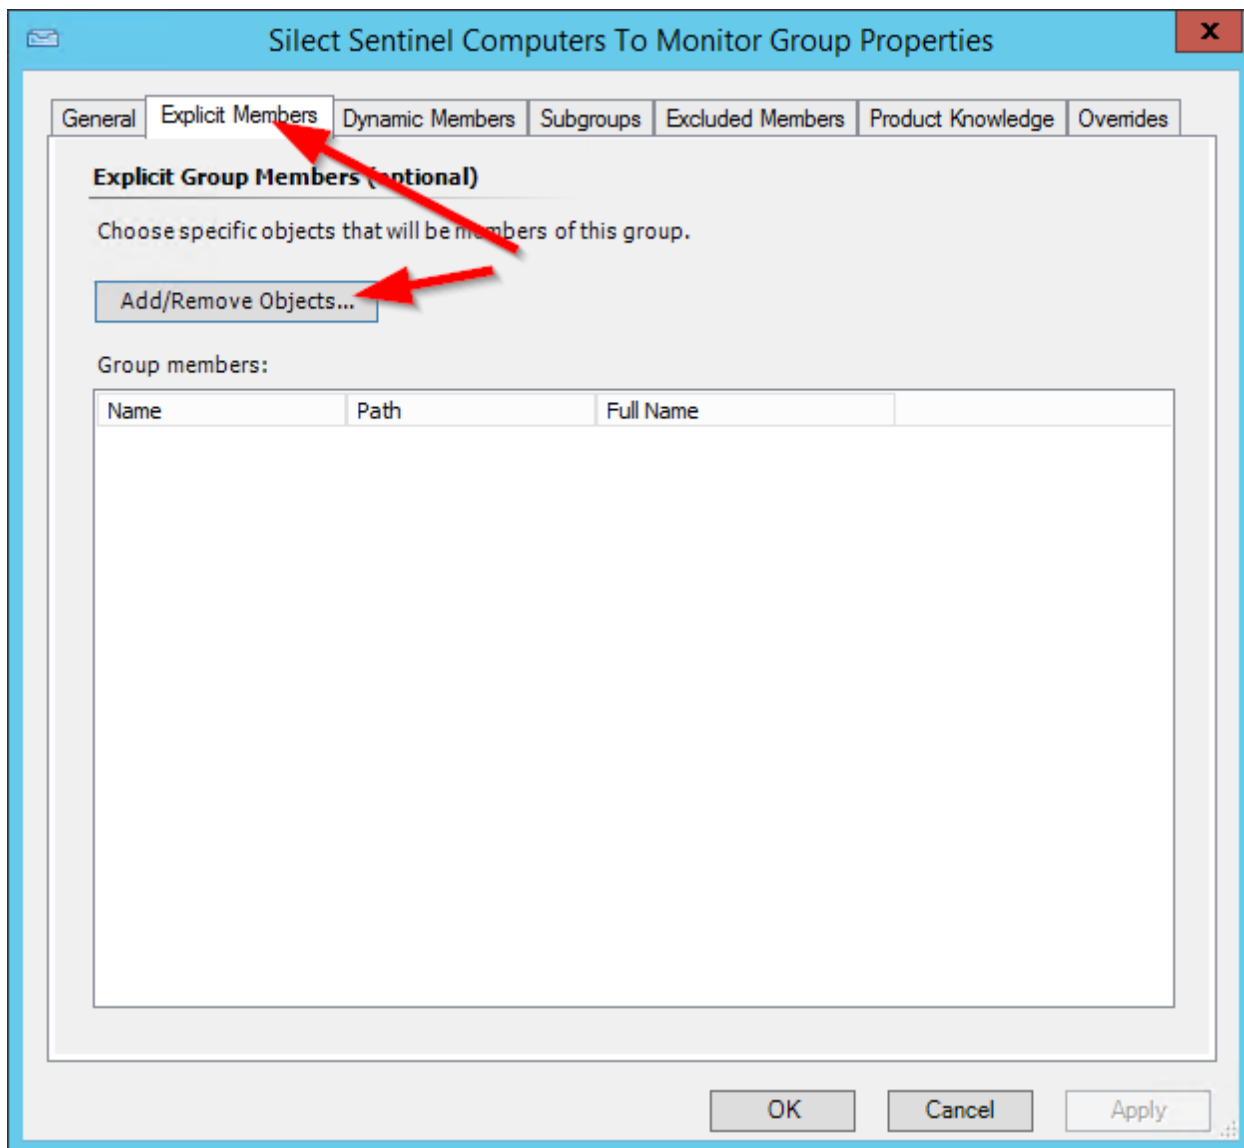 Silect Sentinel Computers To Monitor Group Properties
x
General Explicit Members Dynamic Members Subgroups Excluded Members Product Knowledge Overrides
Explicit Group Members (optional)
Choose specific objects that will be members of this group.
Add/Remove Objects...
Group members:
Name Path Full Name
OK Cancel Apply